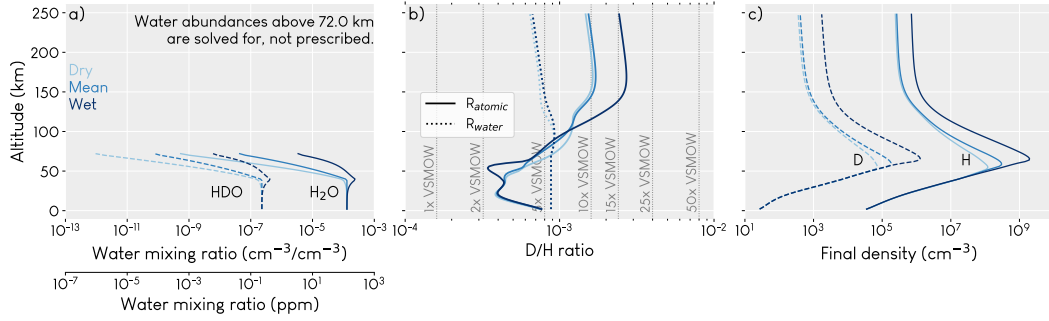 a)
Water abundances above 72.0 km
are solved for, not prescribed.
Dry
Mean
Wet
HDO
H₂O
250
200
150
100
50
0
Altitude (km)
10⁻¹³ 10⁻¹¹ 10⁻⁹ 10⁻⁷ 10⁻⁵ 10⁻³
Water mixing ratio (cm⁻³/cm⁻³)
10⁻⁷ 10⁻⁵ 10⁻³ 10⁻¹ 10¹ 10³
Water mixing ratio (ppm)
b)
R_atomic
R_water
1x VSMOW
2x VSMOW
VSMOW
10x VSMOW
15x VSMOW
25x VSMOW
50x VSMOW
10⁻⁴ 10⁻³ 10⁻²
D/H ratio
c)
D
H
10¹ 10³ 10⁵ 10⁷ 10⁹
Final density (cm⁻³)